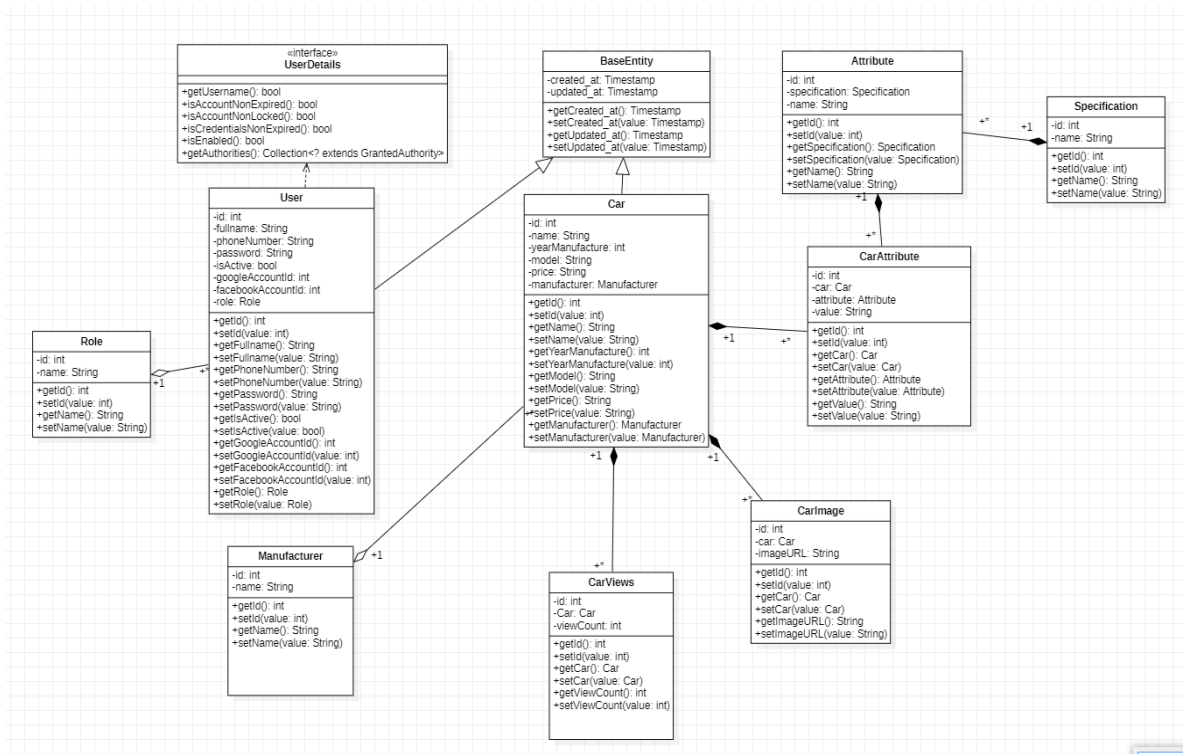 «interface»
UserDetails
+getUsername(): bool
+isAccountNonExpired(): bool
+isAccountNonLocked(): bool
+isCredentialsNonExpired(): bool
+isEnabled(): bool
+getAuthorities(): Collection<? extends GrantedAuthority>
BaseEntity
-created_at: Timestamp
-updated_at: Timestamp
+getCreated_at(): Timestamp
+setCreated_at(value: Timestamp)
+getUpdated_at(): Timestamp
+setUpdated_at(value: Timestamp)
Attribute
-id: int
-specification: Specification
-name: String
+getId(): int
+setId(value: int)
+getSpecification(): Specification
+setSpecification(value: Specification)
+getName(): String
+setName(value: String)
+*
+1
Specification
-id: int
-name: String
+getId(): int
+setId(value: int)
+getName(): String
+setName(value: String)
User
-id: int
-fullname: String
-phoneNumber: String
-password: String
-isActive: bool
-googleAccountId: int
-facebookAccountId: int
-role: Role
+getId(): int
+setId(value: int)
+getFullname(): String
+setFullname(value: String)
+getPhoneNumber(): String
+setPhoneNumber(value: String)
+getPassword(): String
+setPassword(value: String)
+getIsActive(): bool
+setIsActive(value: bool)
+getGoogleAccountId(): int
+setGoogleAccountId(value: int)
+getFacebookAccountId(): int
+setFacebookAccountId(value: int)
+getRole(): Role
+setRole(value: Role)
Car
-id: int
-name: String
-yearManufacture: int
-model: String
-price: String
-manufacturer: Manufacturer
+getId(): int
+setId(value: int)
+getName(): String
+setName(value: String)
+getYearManufacture(): int
+setYearManufacture(value: int)
+getModel(): String
+setModel(value: String)
+getPrice(): String
+setPrice(value: String)
+getManufacturer(): Manufacturer
+setManufacturer(value: Manufacturer)
+1
+*
CarAttribute
-id: int
-car: Car
-attribute: Attribute
-value: String
+getId(): int
+setId(value: int)
+getCar(): Car
+setCar(value: Car)
+getAttribute(): Attribute
+setAttribute(value: Attribute)
+getValue(): String
+setValue(value: String)
+1
+*
Role
-id: int
-name: String
+getId(): int
+setId(value: int)
+getName(): String
+setName(value: String)
+1
+*
+1
+*
+1
+*
CarImage
-id: int
-car: Car
-imageURL: String
+getId(): int
+setId(value: int)
+getCar(): Car
+setCar(value: Car)
+getImageURL(): String
+setImageURL(value: String)
Manufacturer
-id: int
-name: String
+getId(): int
+setId(value: int)
+getName(): String
+setName(value: String)
+1
CarViews
-id: int
-Car: Car
-viewCount: int
+getId(): int
+setId(value: int)
+getCar(): Car
+setCar(value: Car)
+getViewCount(): int
+setViewCount(value: int)